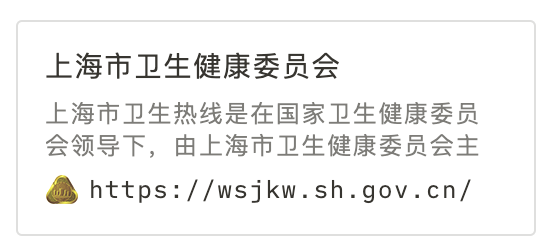 上海市卫生健康委员会
上海市卫生热线是在国家卫生健康委员
会领导下，由上海市卫生健康委员会主
https://wsjkw.sh.gov.cn/